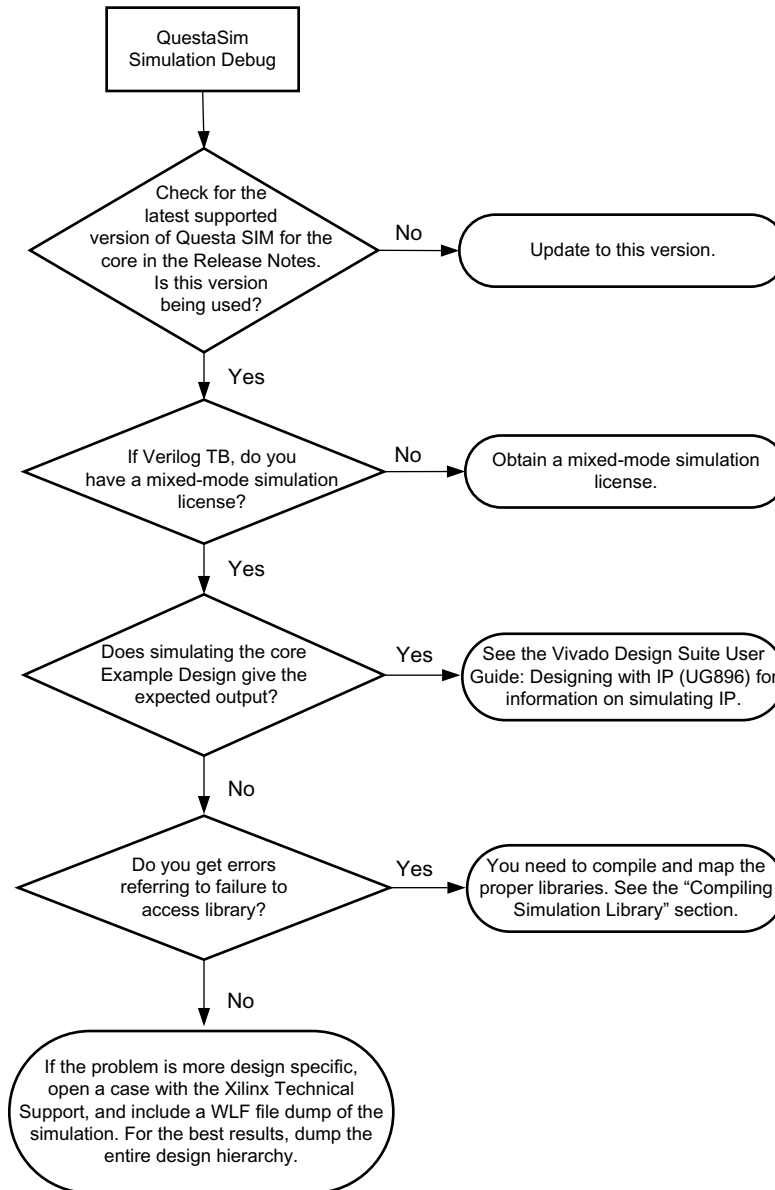 QuestaSim
Simulation Debug
Check for the
latest supported
version of Questa SIM for the
core in the Release Notes.
Is this version
being used?
No
Update to this version.
Yes
If Verilog TB, do you
have a mixed-mode simulation
license?
No
Obtain a mixed-mode simulation
license.
Yes
Does simulating the core
Example Design give the
expected output?
Yes
See the Vivado Design Suite User
Guide: Designing with IP (UG896) for
information on simulating IP.
No
Do you get errors
referring to failure to
access library?
Yes
You need to compile and map the
proper libraries. See the “Compiling
Simulation Library” section.
No
If the problem is more design specific,
open a case with the Xilinx Technical
Support, and include a WLF file dump of the
simulation. For the best results, dump the
entire design hierarchy.